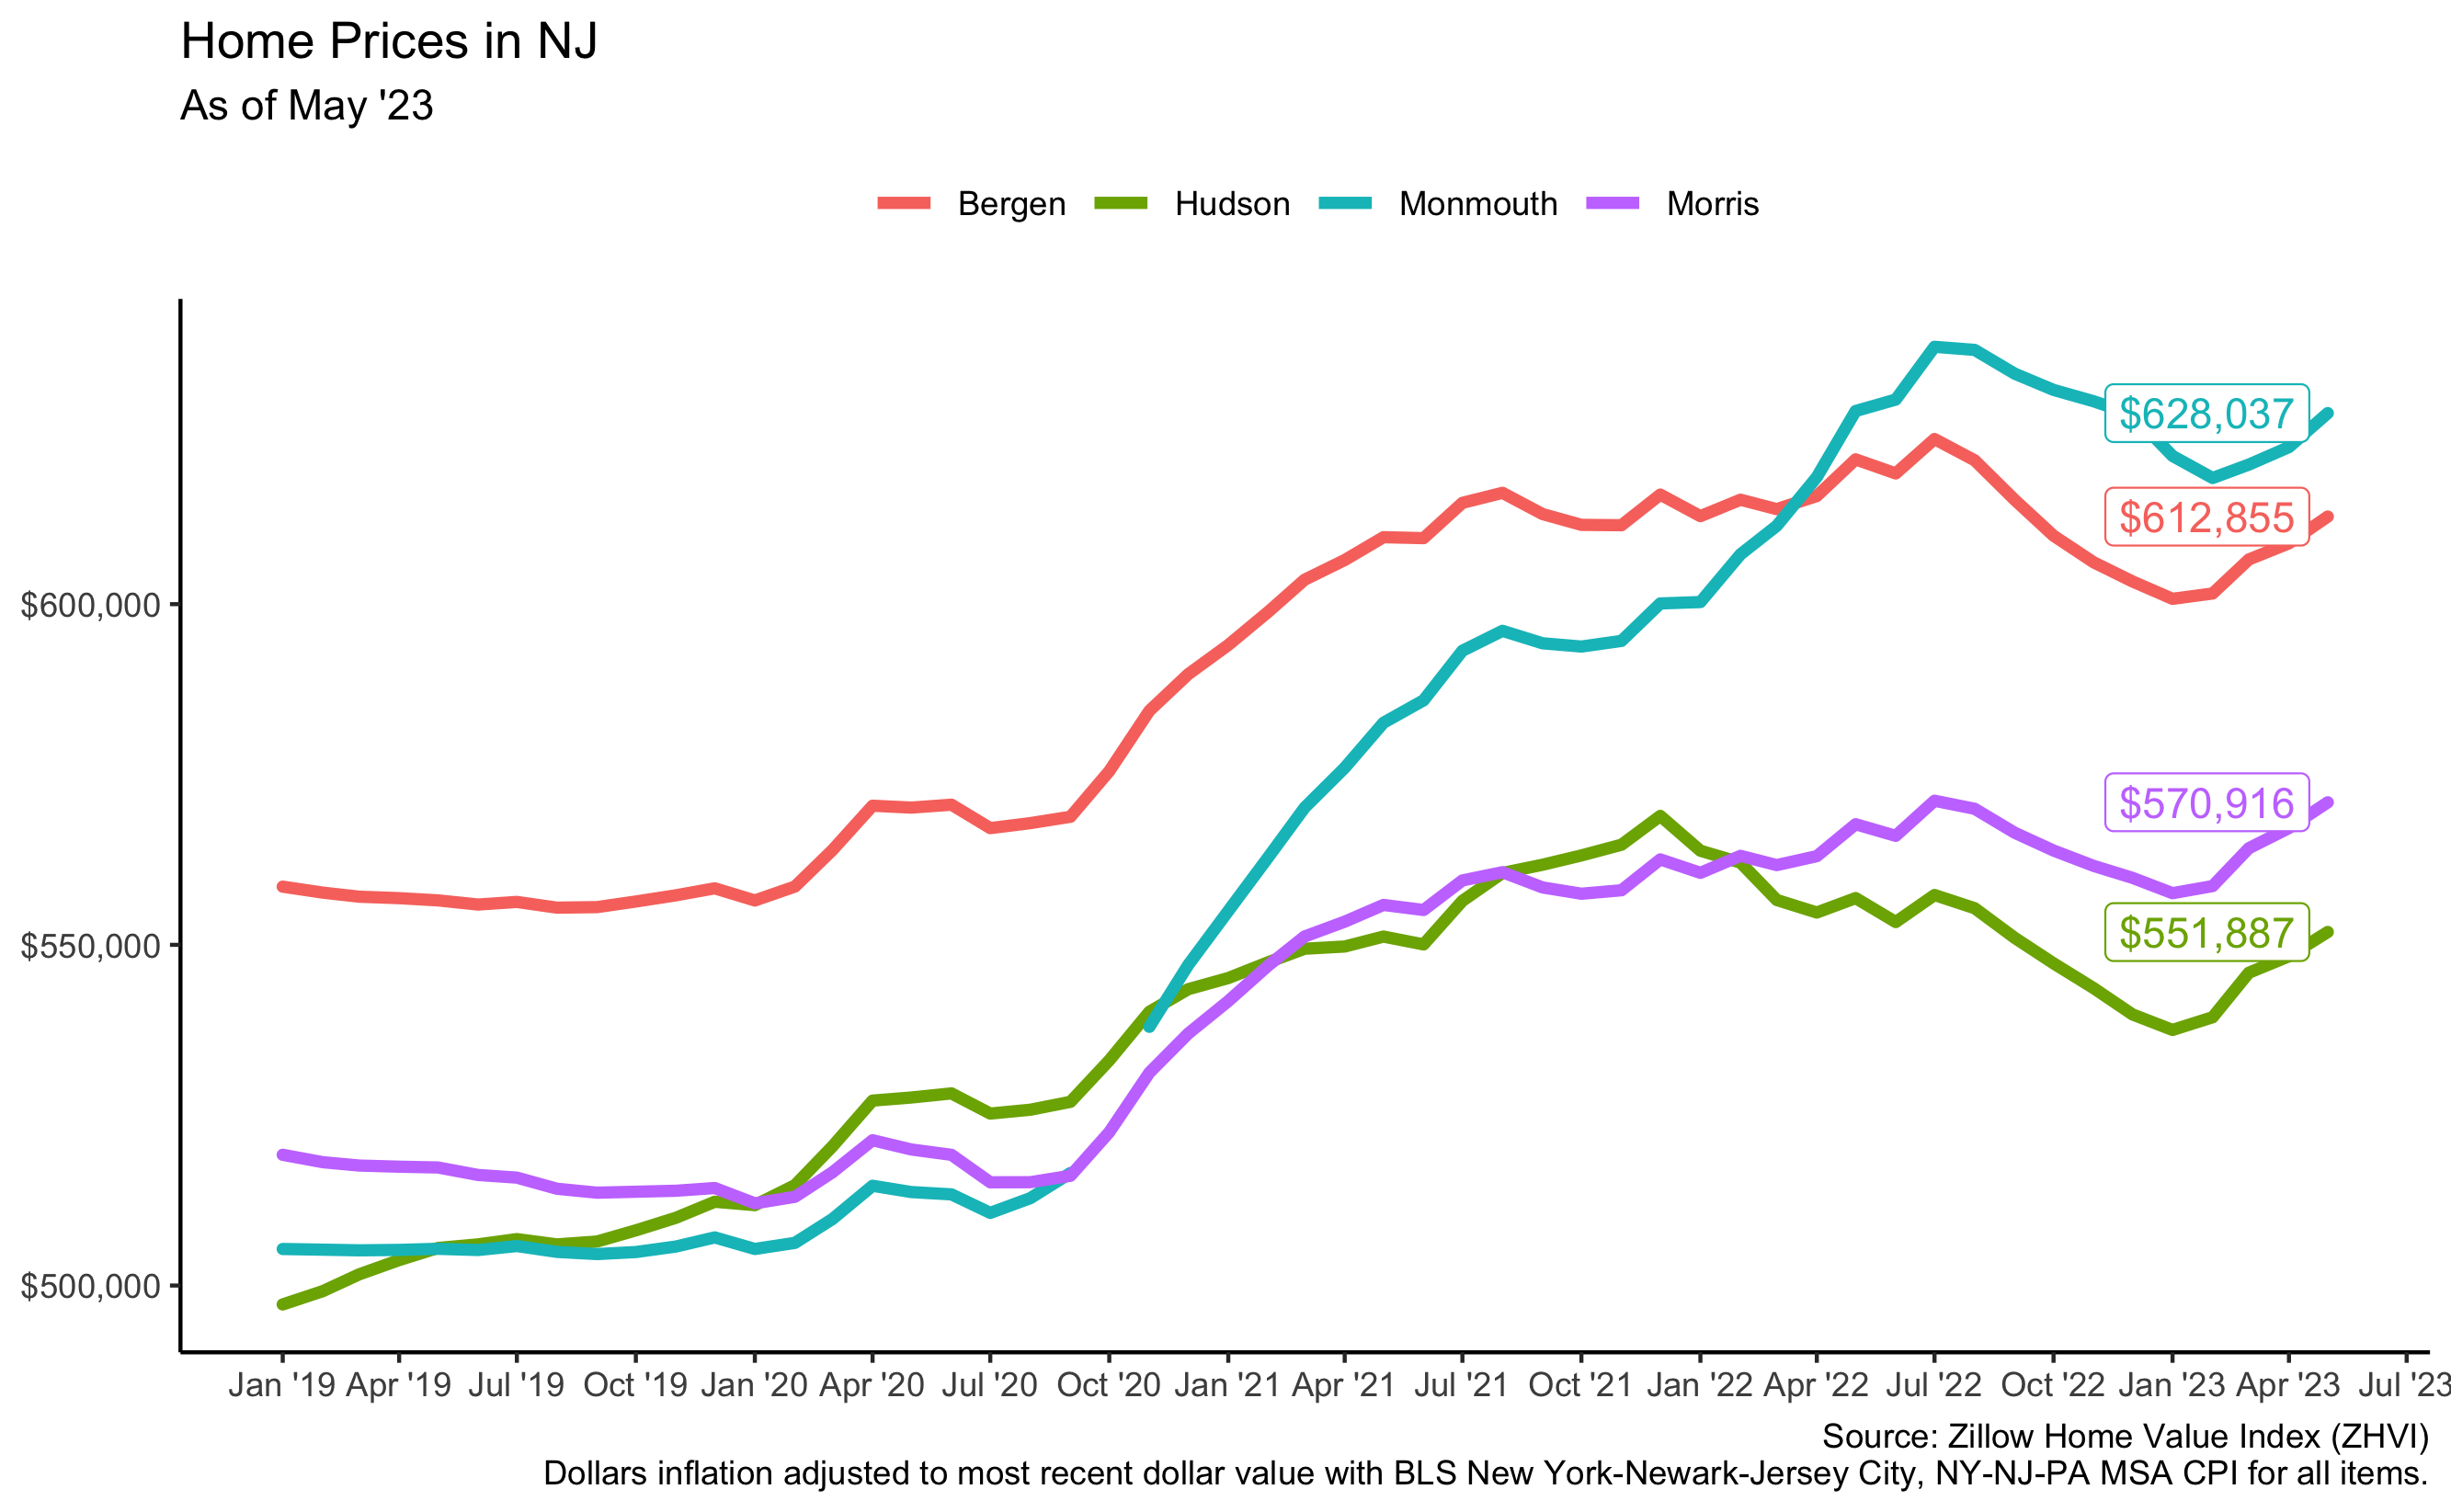 Home Prices in NJ
As of May '23
Bergen Hudson Monmouth Morris
$628,037
$612,855
$600,000
$570,916
$551,887
$550,000
$500,000
Jan '19 Apr '19 Jul '19 Oct '19 Jan '20 Apr '20 Jul '20 Oct '20 Jan '21 Apr '21 Jul '21 Oct '21 Jan '22 Apr '22 Jul '22 Oct '22 Jan '23 Apr '23 Jul '23
Source: Zillow Home Value Index (ZHVI)
Dollars inflation adjusted to most recent dollar value with BLS New York-Newark-Jersey City, NY-NJ-PA MSA CPI for all items.